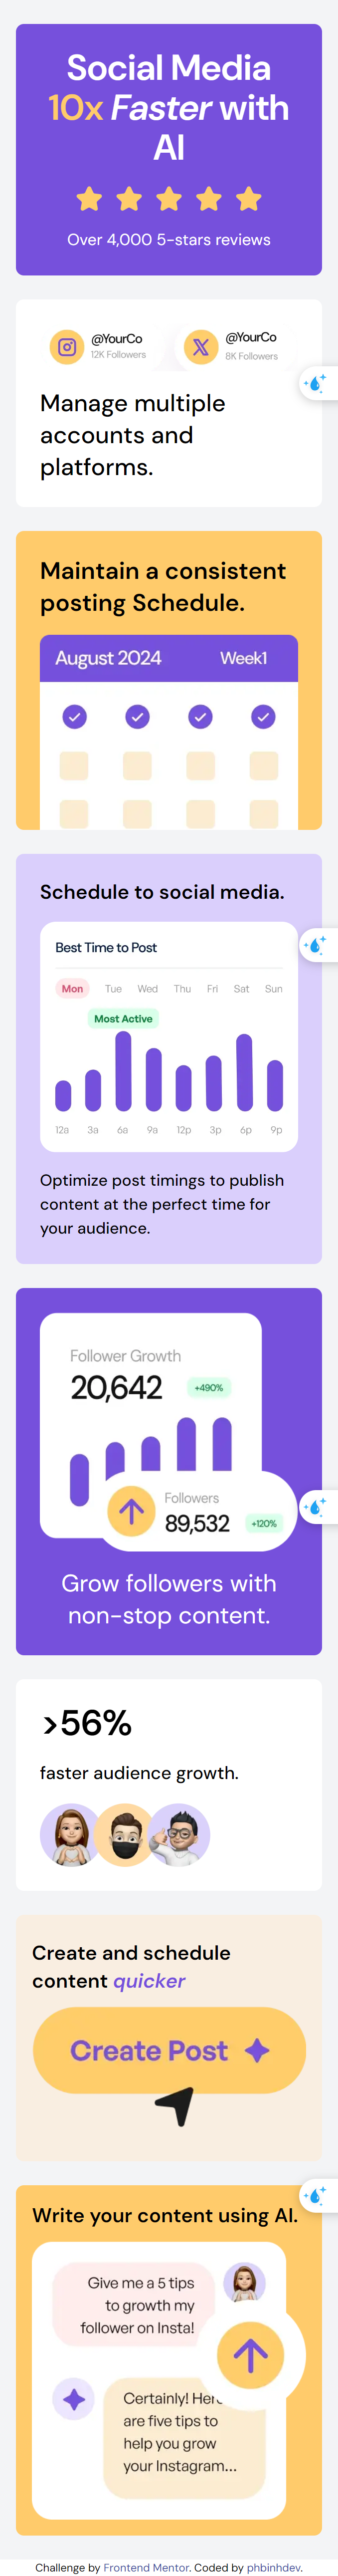 Social Media
10x Faster with
AI
Over 4,000 5-stars reviews
@YourCo
12K Followers
@YourCo
8K Followers
Manage multiple
accounts and
platforms.
Maintain a consistent
posting Schedule.
August 2024 Week1
Schedule to social media.
Best Time to Post
Mon Tue Wed Thu Fri Sat Sun
Most Active
12a 3a 6a 9a 12p 3p 6p 9p
Optimize post timings to publish
content at the perfect time for
your audience.
Follower Growth
20,642 +490%
Followers
89,532 +120%
Grow followers with
non-stop content.
>56%
faster audience growth.
Create and schedule
content quicker
Create Post
Write your content using AI.
Give me a 5 tips
to growth my
follower on Insta!
Certainly! Here
are five tips to
help you grow
your Instagram...
Challenge by Frontend Mentor. Coded by phbinhdev.